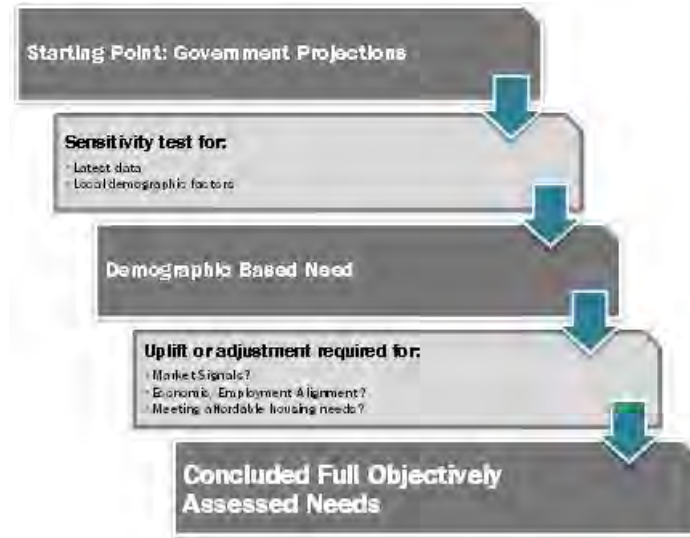 Starting Point: Government Projections
Sensitivity test for:
· Latest data
· Local demographic factors
Demographic Based Need
Uplift or adjustment required for:
· Market Signals?
· Economic, Employment Alignment?
· Meeting affordable housing needs?
Concluded Full Objectively
Assessed Needs